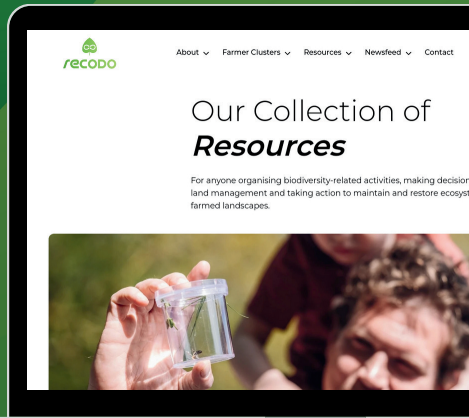 recodo
About Farmer Clusters Resources Newsfeed Contact
Our Collection of
Resources
For anyone organising biodiversity-related activities, making decision
land management and taking action to maintain and restore ecosyst
farmed landscapes.